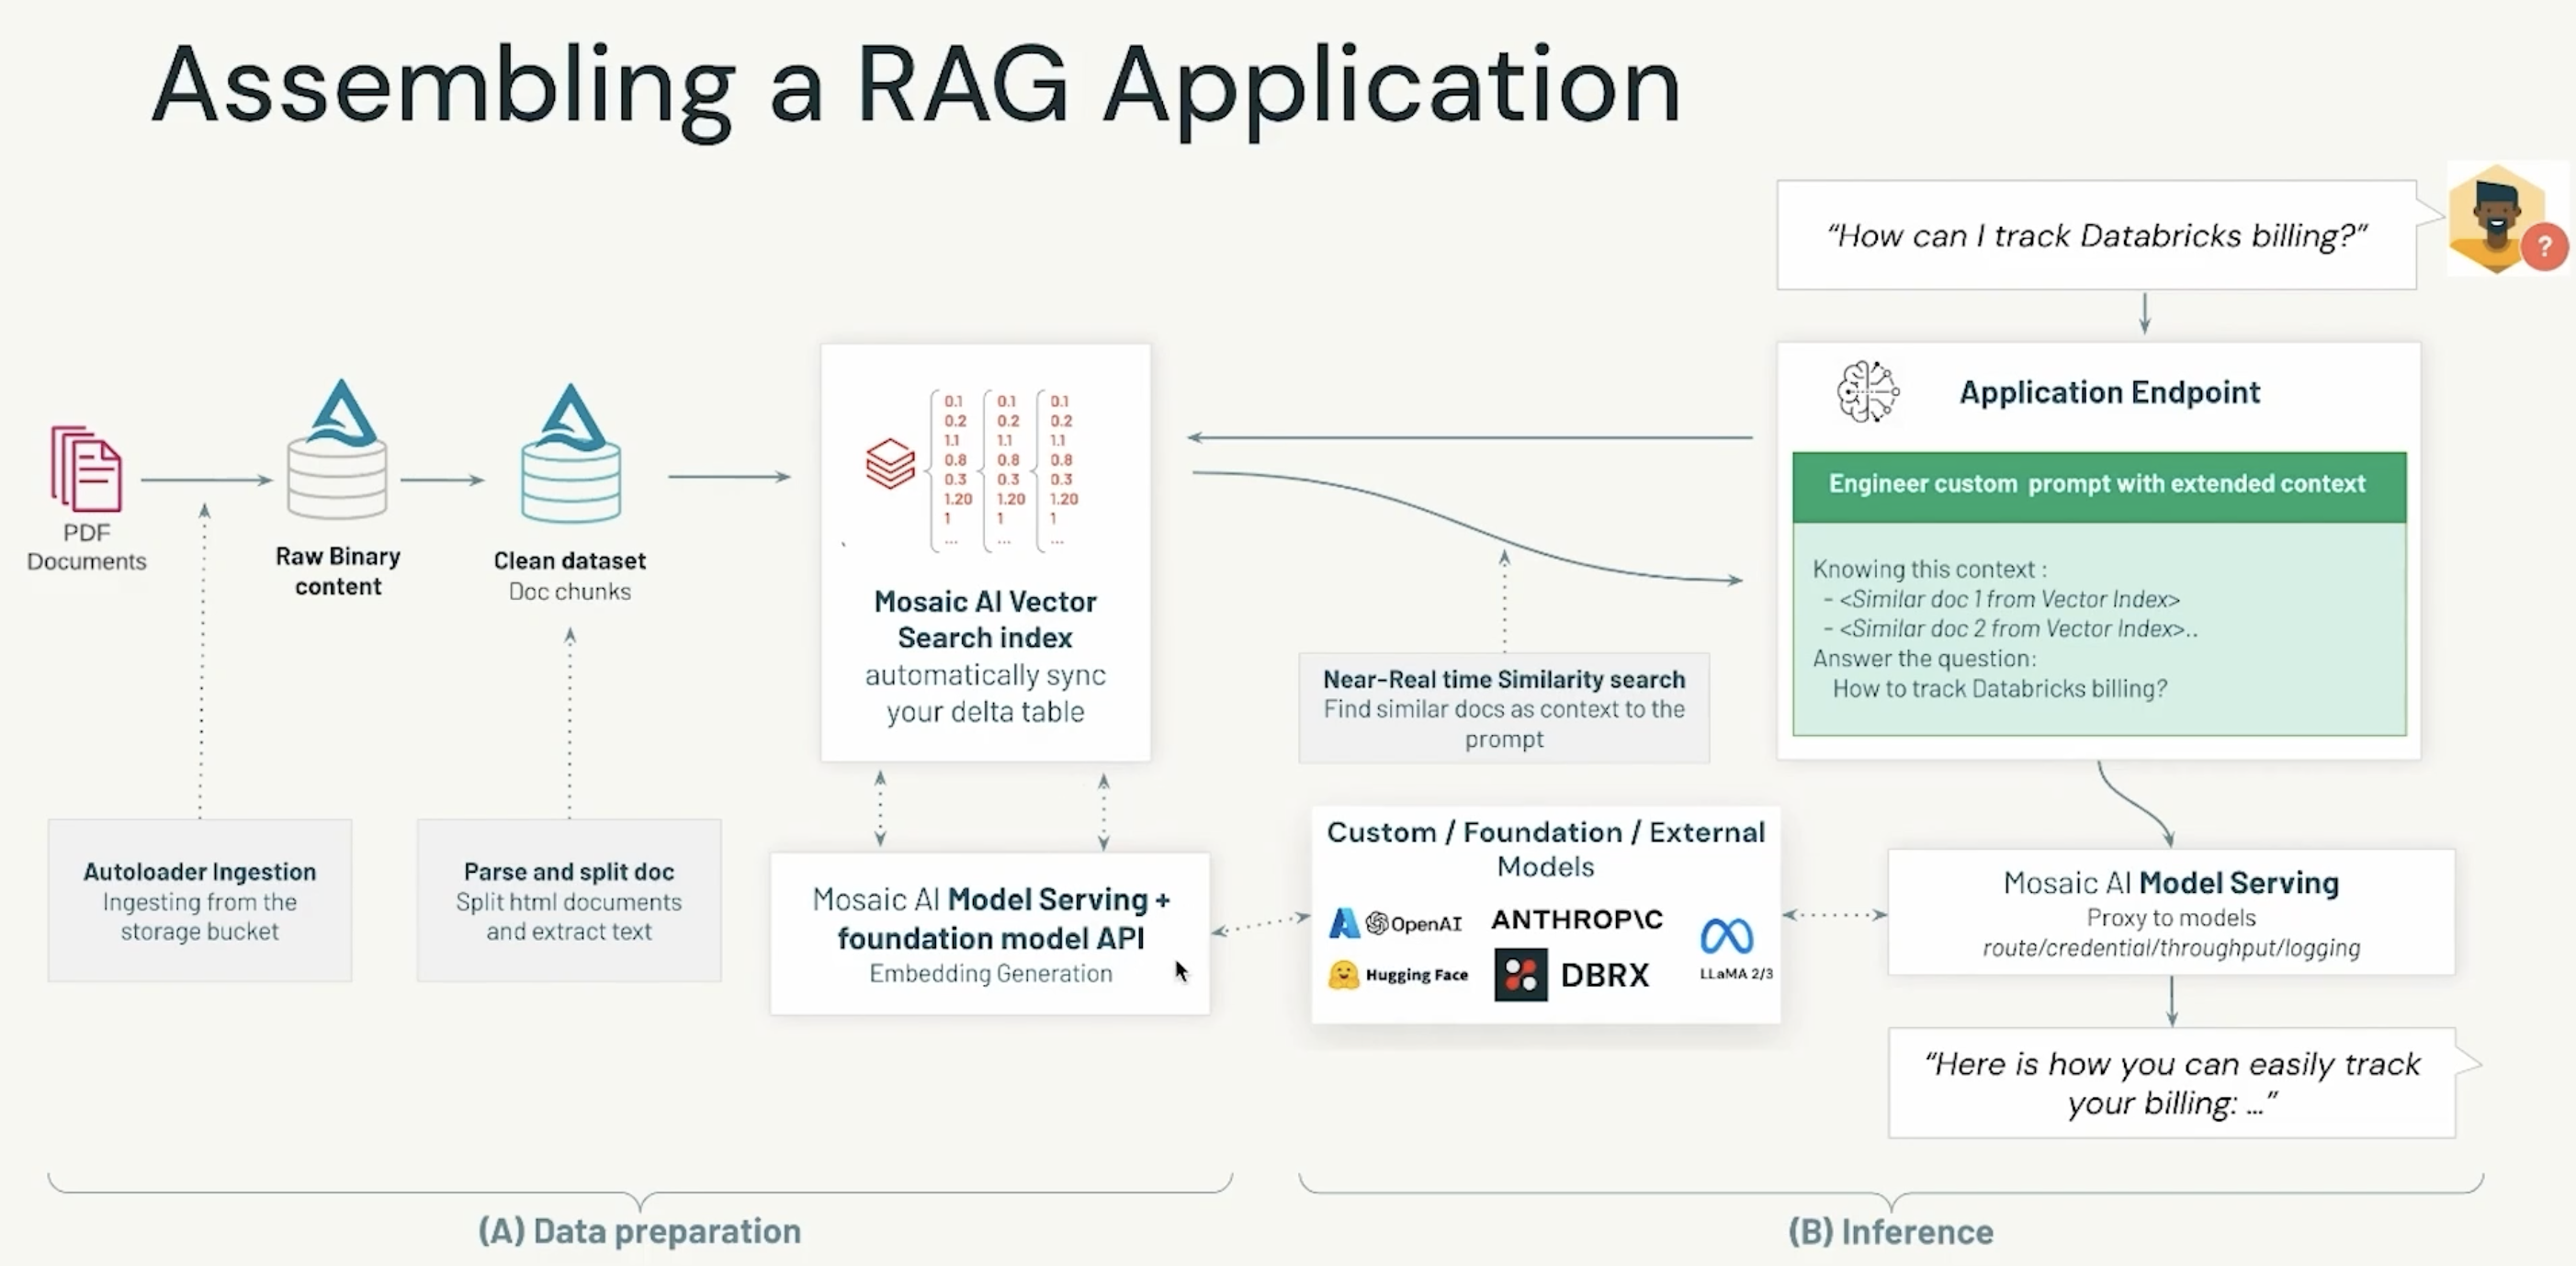 Assembling a RAG Application
“How can I track Databricks billing?”
?
Application Endpoint
Engineer custom prompt with extended context
Knowing this context :
- <Similar doc 1 from Vector Index>
- <Similar doc 2 from Vector Index>..
Answer the question:
How to track Databricks billing?
PDF
Documents
Raw Binary
content
Clean dataset
Doc chunks
0.1 0.1 0.1
0.2 0.2 0.2
1.1 1.1 1.1
0.8 0.8 0.8
0.3 0.3 0.3
1.20 1.20 1.20
1 1 1
... ... ...
Mosaic AI Vector
Search index
automatically sync
your delta table
Near-Real time Similarity search
Find similar docs as context to the
prompt
Autoloader Ingestion
Ingesting from the
storage bucket
Parse and split doc
Split html documents
and extract text
Mosaic AI Model Serving +
foundation model API
Embedding Generation
Custom / Foundation / External
Models
OpenAI
ANTHROP\C
Hugging Face
DBRX
LLaMA 2/3
Mosaic AI Model Serving
Proxy to models
route/credential/throughput/logging
“Here is how you can easily track
your billing: ...”
(A) Data preparation
(B) Inference